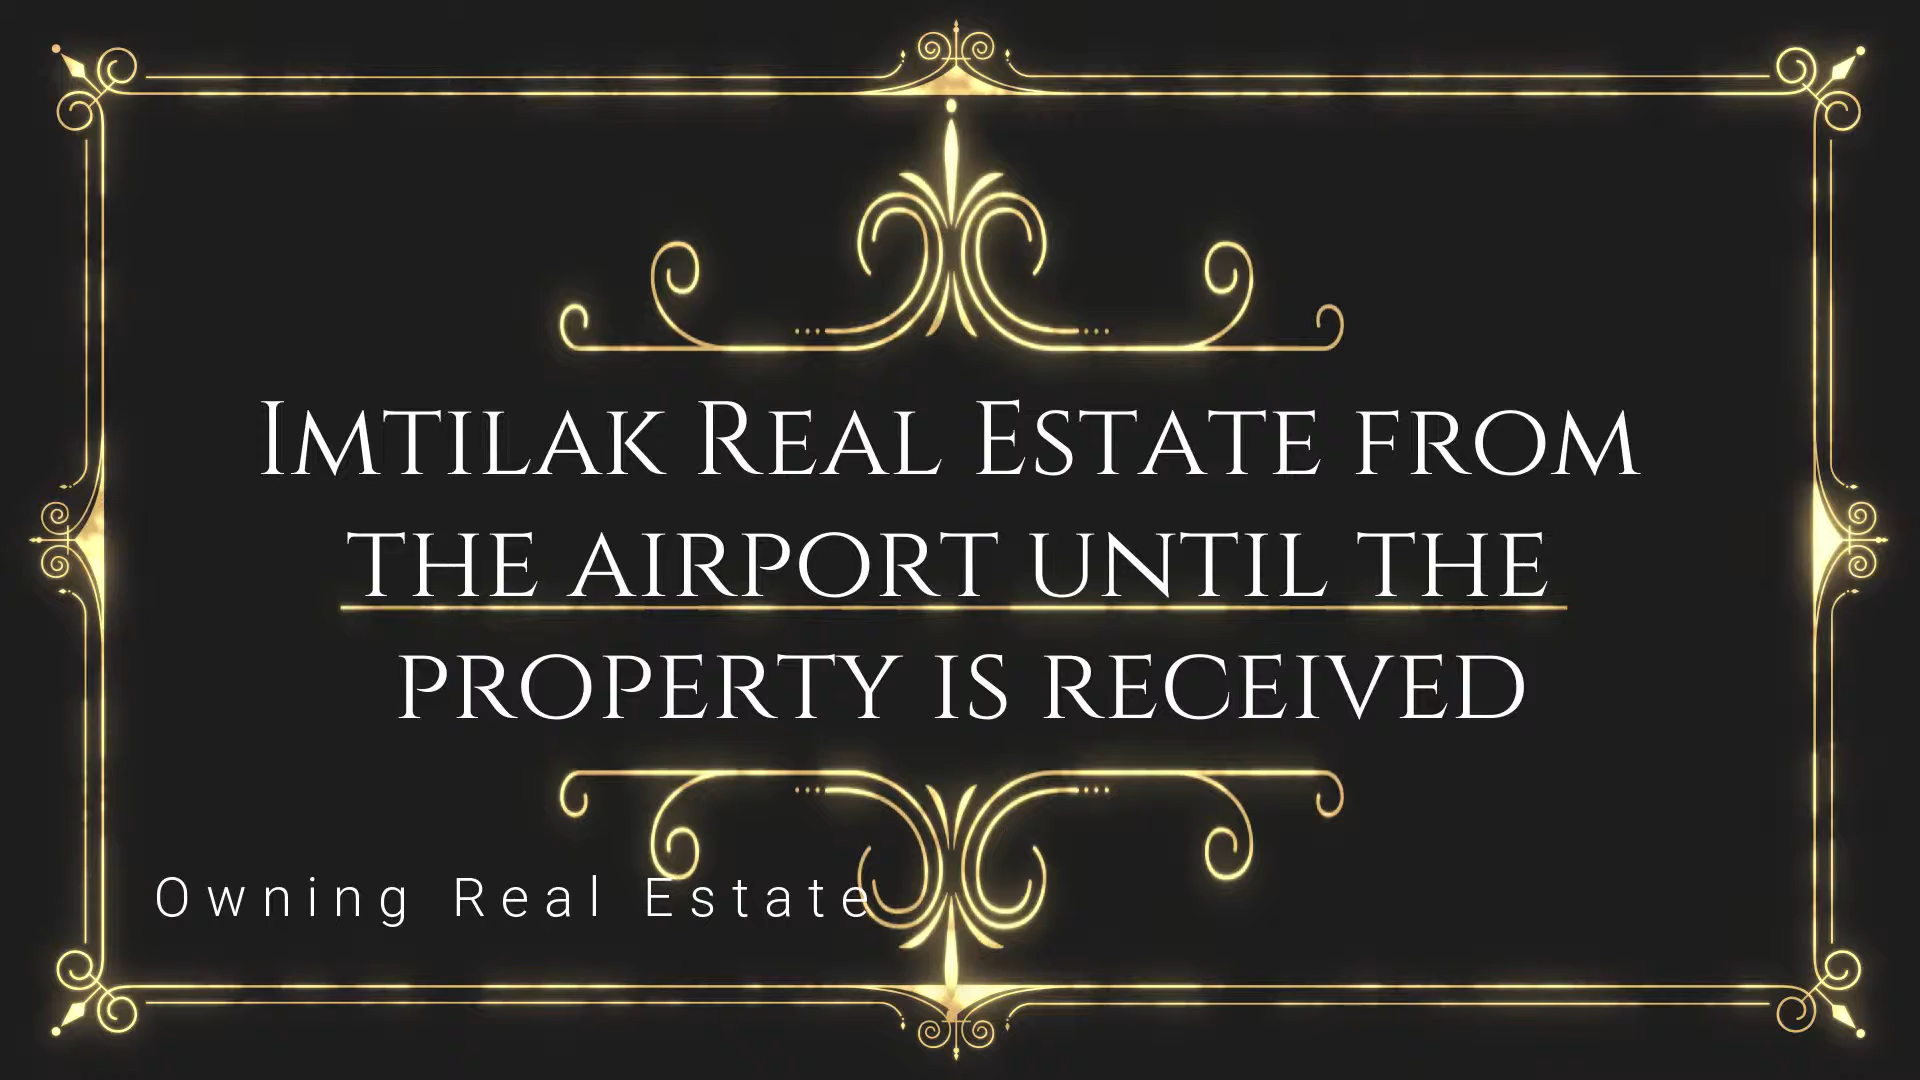 Imtilak Real Estate from
the airport until the
property is received
Owning Real Estate